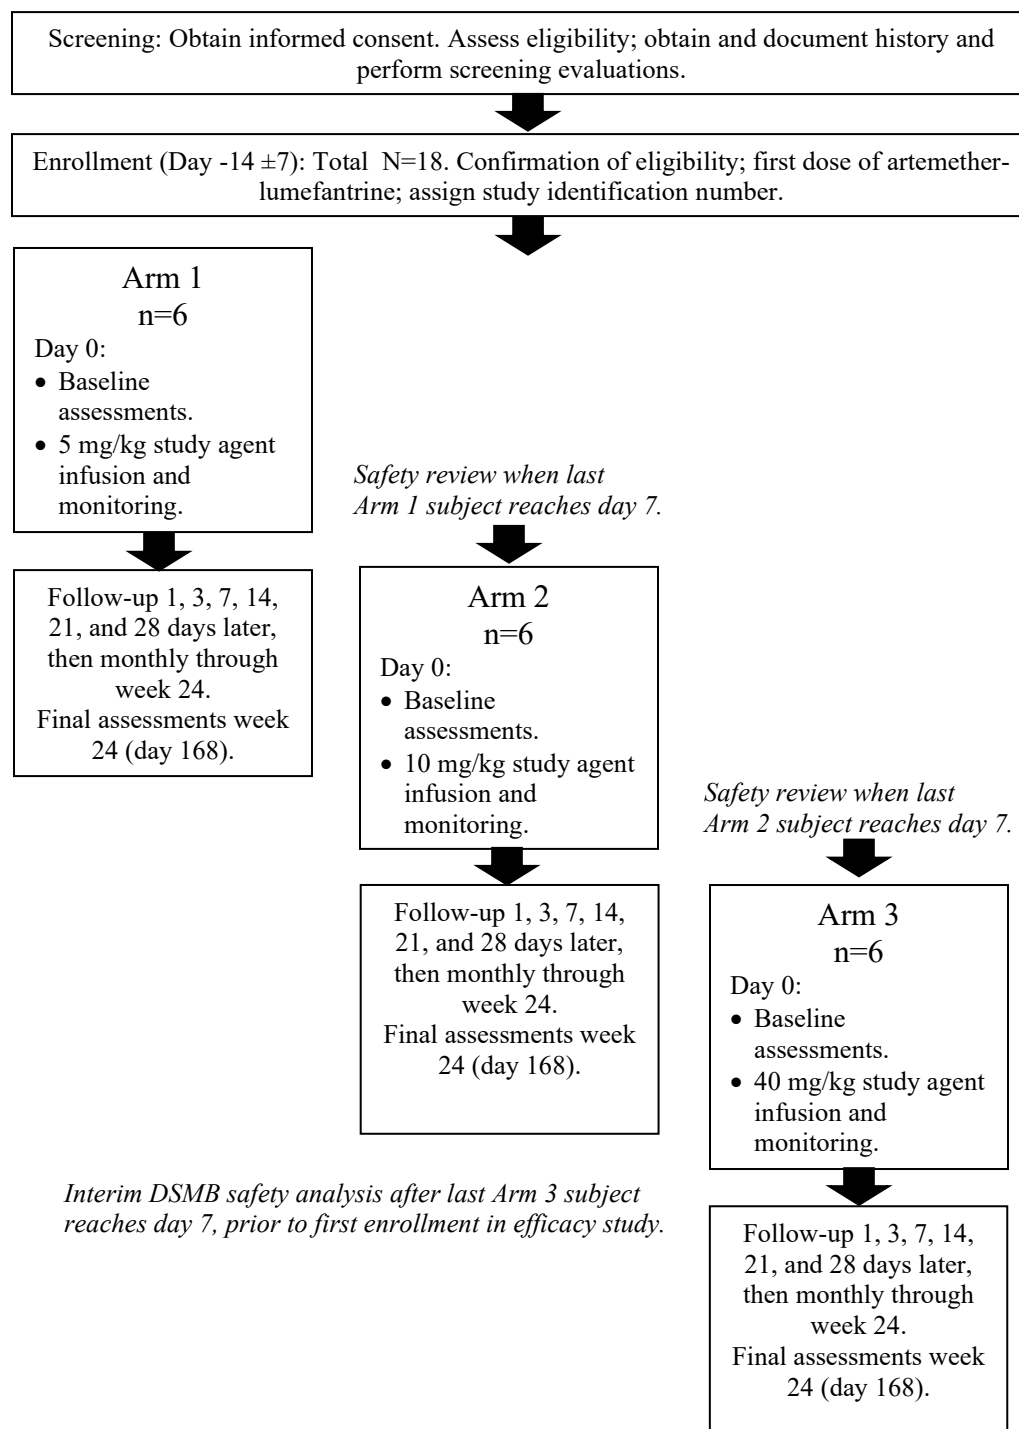 Screening: Obtain informed consent. Assess eligibility; obtain and document history and
perform screening evaluations.
Enrollment (Day -14 ±7): Total  N=18. Confirmation of eligibility; first dose of artemether-
lumefantrine; assign study identification number.
Arm 1
n=6
Day 0:
• Baseline
assessments.
• 5 mg/kg study agent
infusion and
monitoring.
Follow-up 1, 3, 7, 14,
21, and 28 days later,
then monthly through
week 24.
Final assessments week
24 (day 168).
Safety review when last
Arm 1 subject reaches day 7.
Arm 2
n=6
Day 0:
• Baseline
assessments.
• 10 mg/kg study agent
infusion and
monitoring.
Follow-up 1, 3, 7, 14,
21, and 28 days later,
then monthly through
week 24.
Final assessments week
24 (day 168).
Safety review when last
Arm 2 subject reaches day 7.
Arm 3
n=6
Day 0:
• Baseline
assessments.
• 40 mg/kg study agent
infusion and
monitoring.
Follow-up 1, 3, 7, 14,
21, and 28 days later,
then monthly through
week 24.
Final assessments week
24 (day 168).
Interim DSMB safety analysis after last Arm 3 subject
reaches day 7, prior to first enrollment in efficacy study.